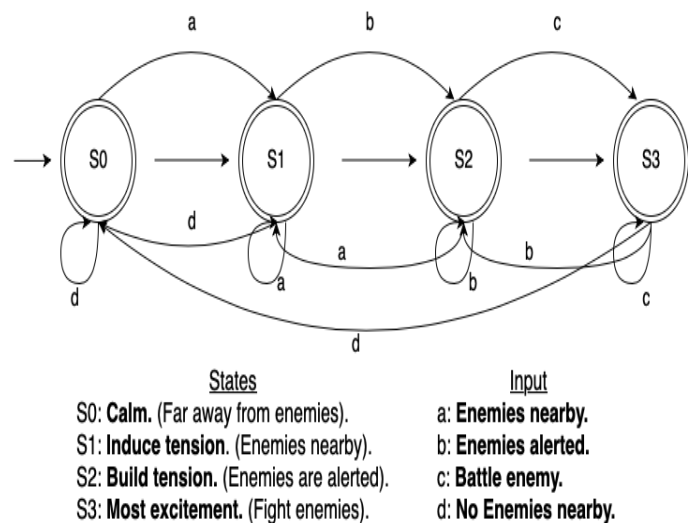 a b c
S0 S1 S2 S3
d
d a a b b c
d
States
S0: Calm. (Far away from enemies).
S1: Induce tension. (Enemies nearby).
S2: Build tension. (Enemies are alerted).
S3: Most excitement. (Fight enemies).
Input
a: Enemies nearby.
b: Enemies alerted.
c: Battle enemy.
d: No Enemies nearby.